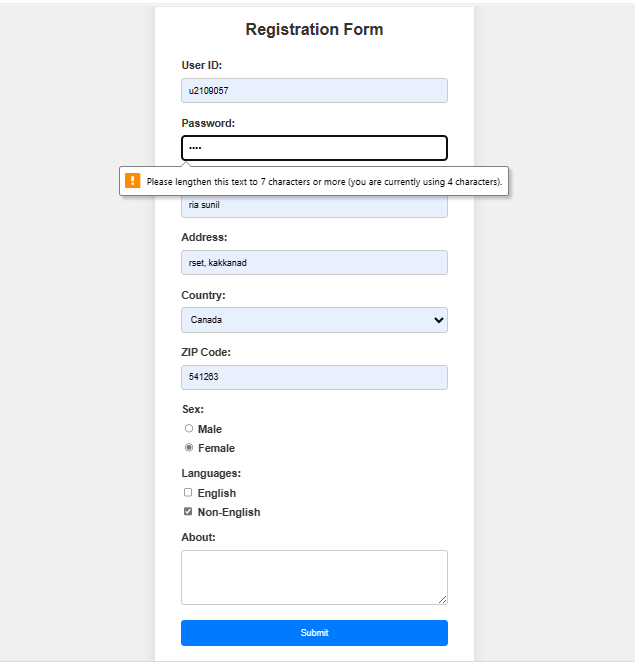 Registration Form
User ID:
u2109057
Password:
••••
! Please lengthen this text to 7 characters or more (you are currently using 4 characters).
ria sunil
Address:
rset, kakkanad
Country:
Canada
ZIP Code:
541263
Sex:
Male
Female
Languages:
English
Non-English
About:
Submit